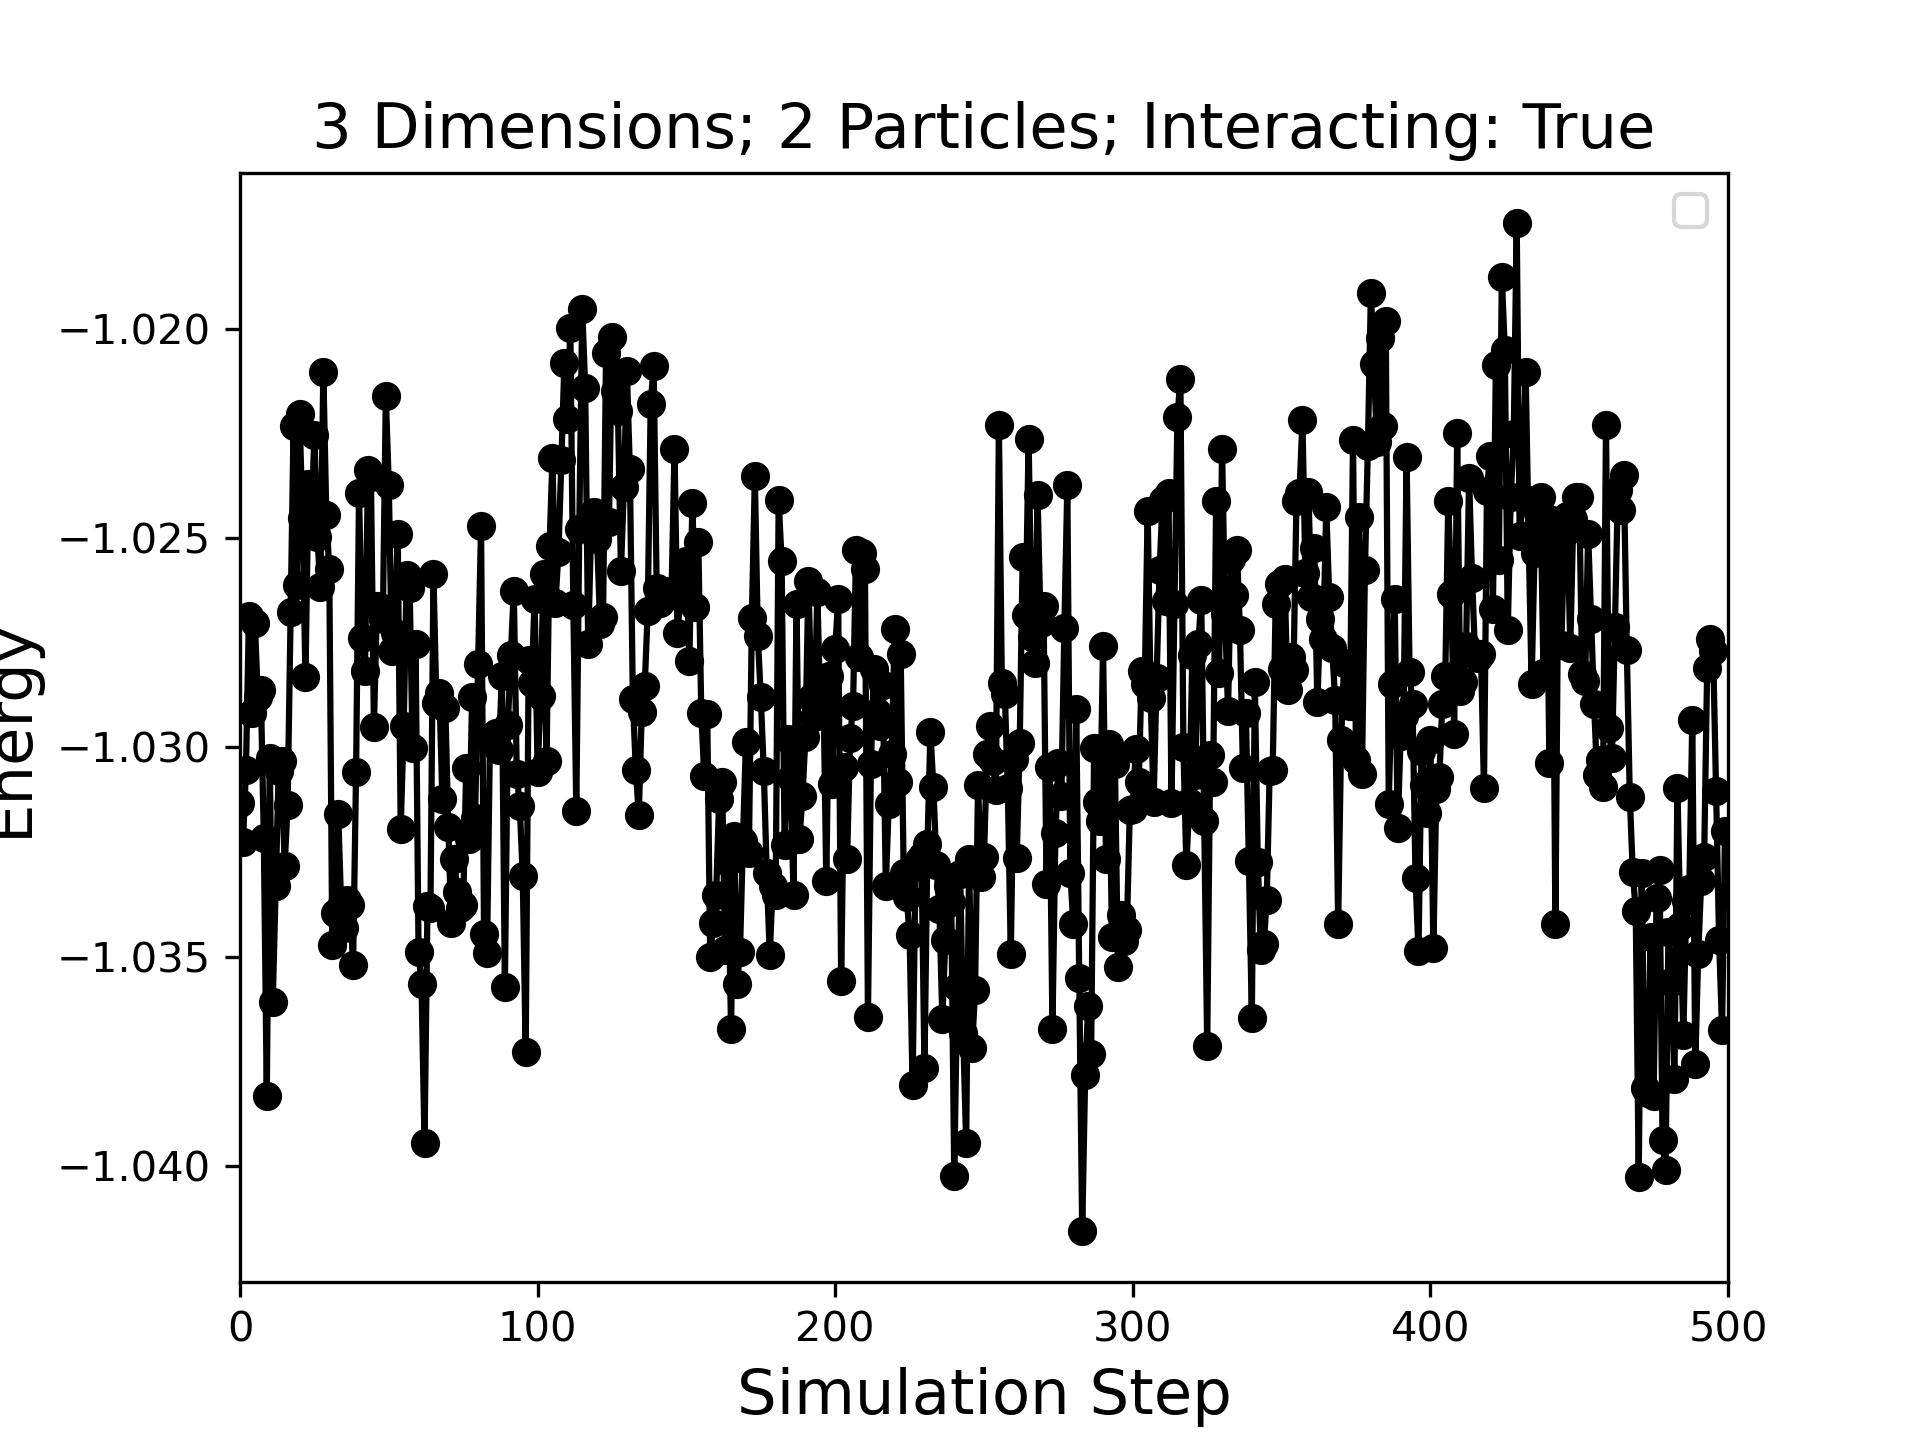 3 Dimensions; 2 Particles; Interacting: True
Energy
−1.020
−1.025
−1.030
−1.035
−1.040
0 100 200 300 400 500
Simulation Step